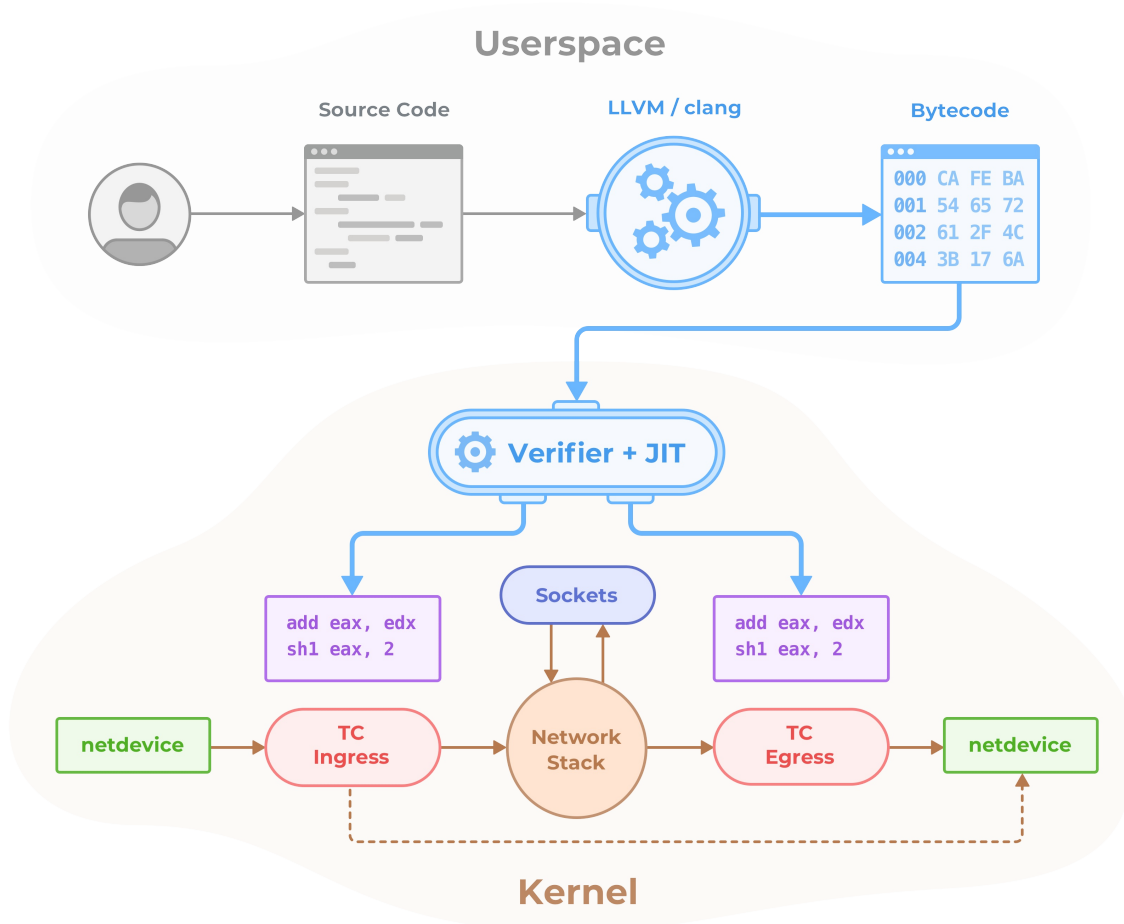 Userspace
Source Code
LLVM / clang
Bytecode
000 CA FE BA
001 54 65 72
002 61 2F 4C
004 3B 17 6A
Verifier + JIT
add eax, edx
sh1 eax, 2
Sockets
add eax, edx
sh1 eax, 2
netdevice
TC
Ingress
Network
Stack
TC
Egress
netdevice
Kernel